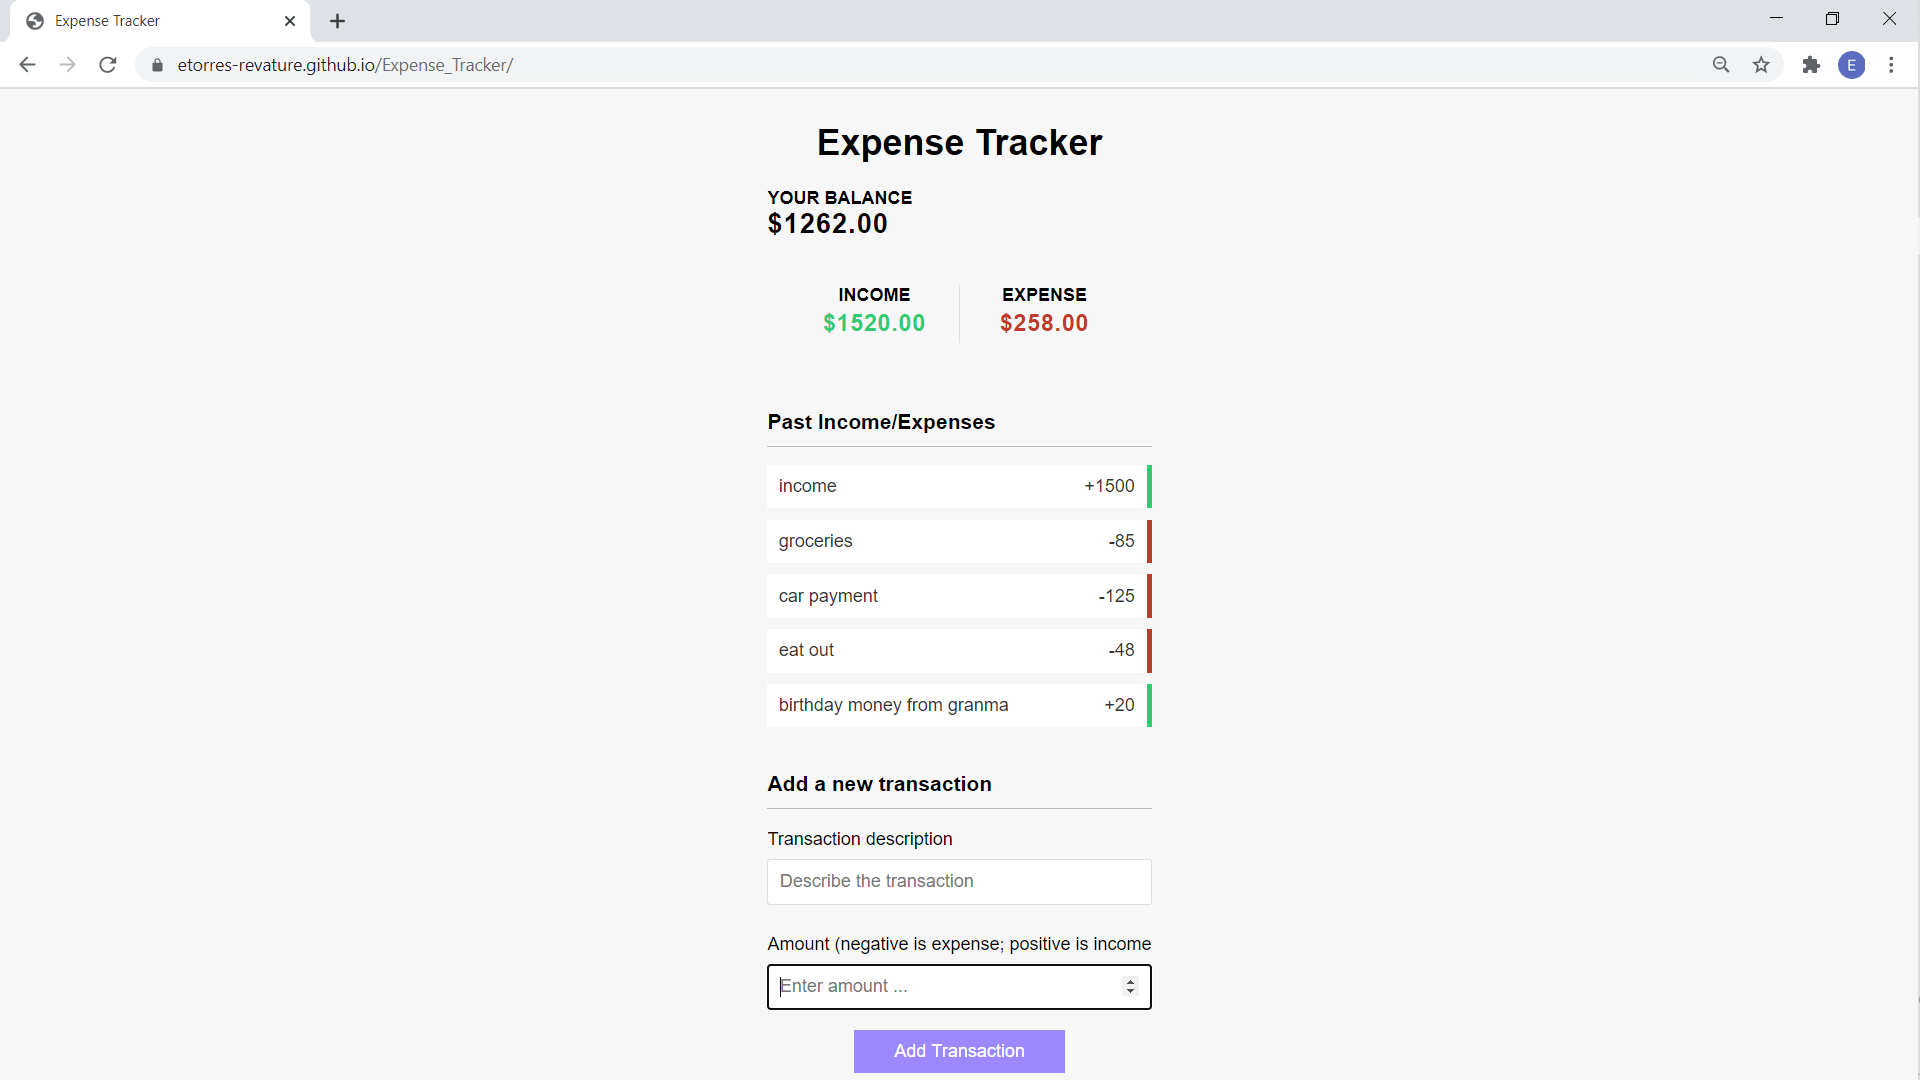 Expense Tracker
etorres-revature.github.io/Expense_Tracker/
E
Expense Tracker
YOUR BALANCE
$1262.00
INCOME EXPENSE
$1520.00 $258.00
Past Income/Expenses
income +1500
groceries -85
car payment -125
eat out -48
birthday money from granma +20
Add a new transaction
Transaction description
Describe the transaction
Amount (negative is expense; positive is income
Enter amount ...
Add Transaction